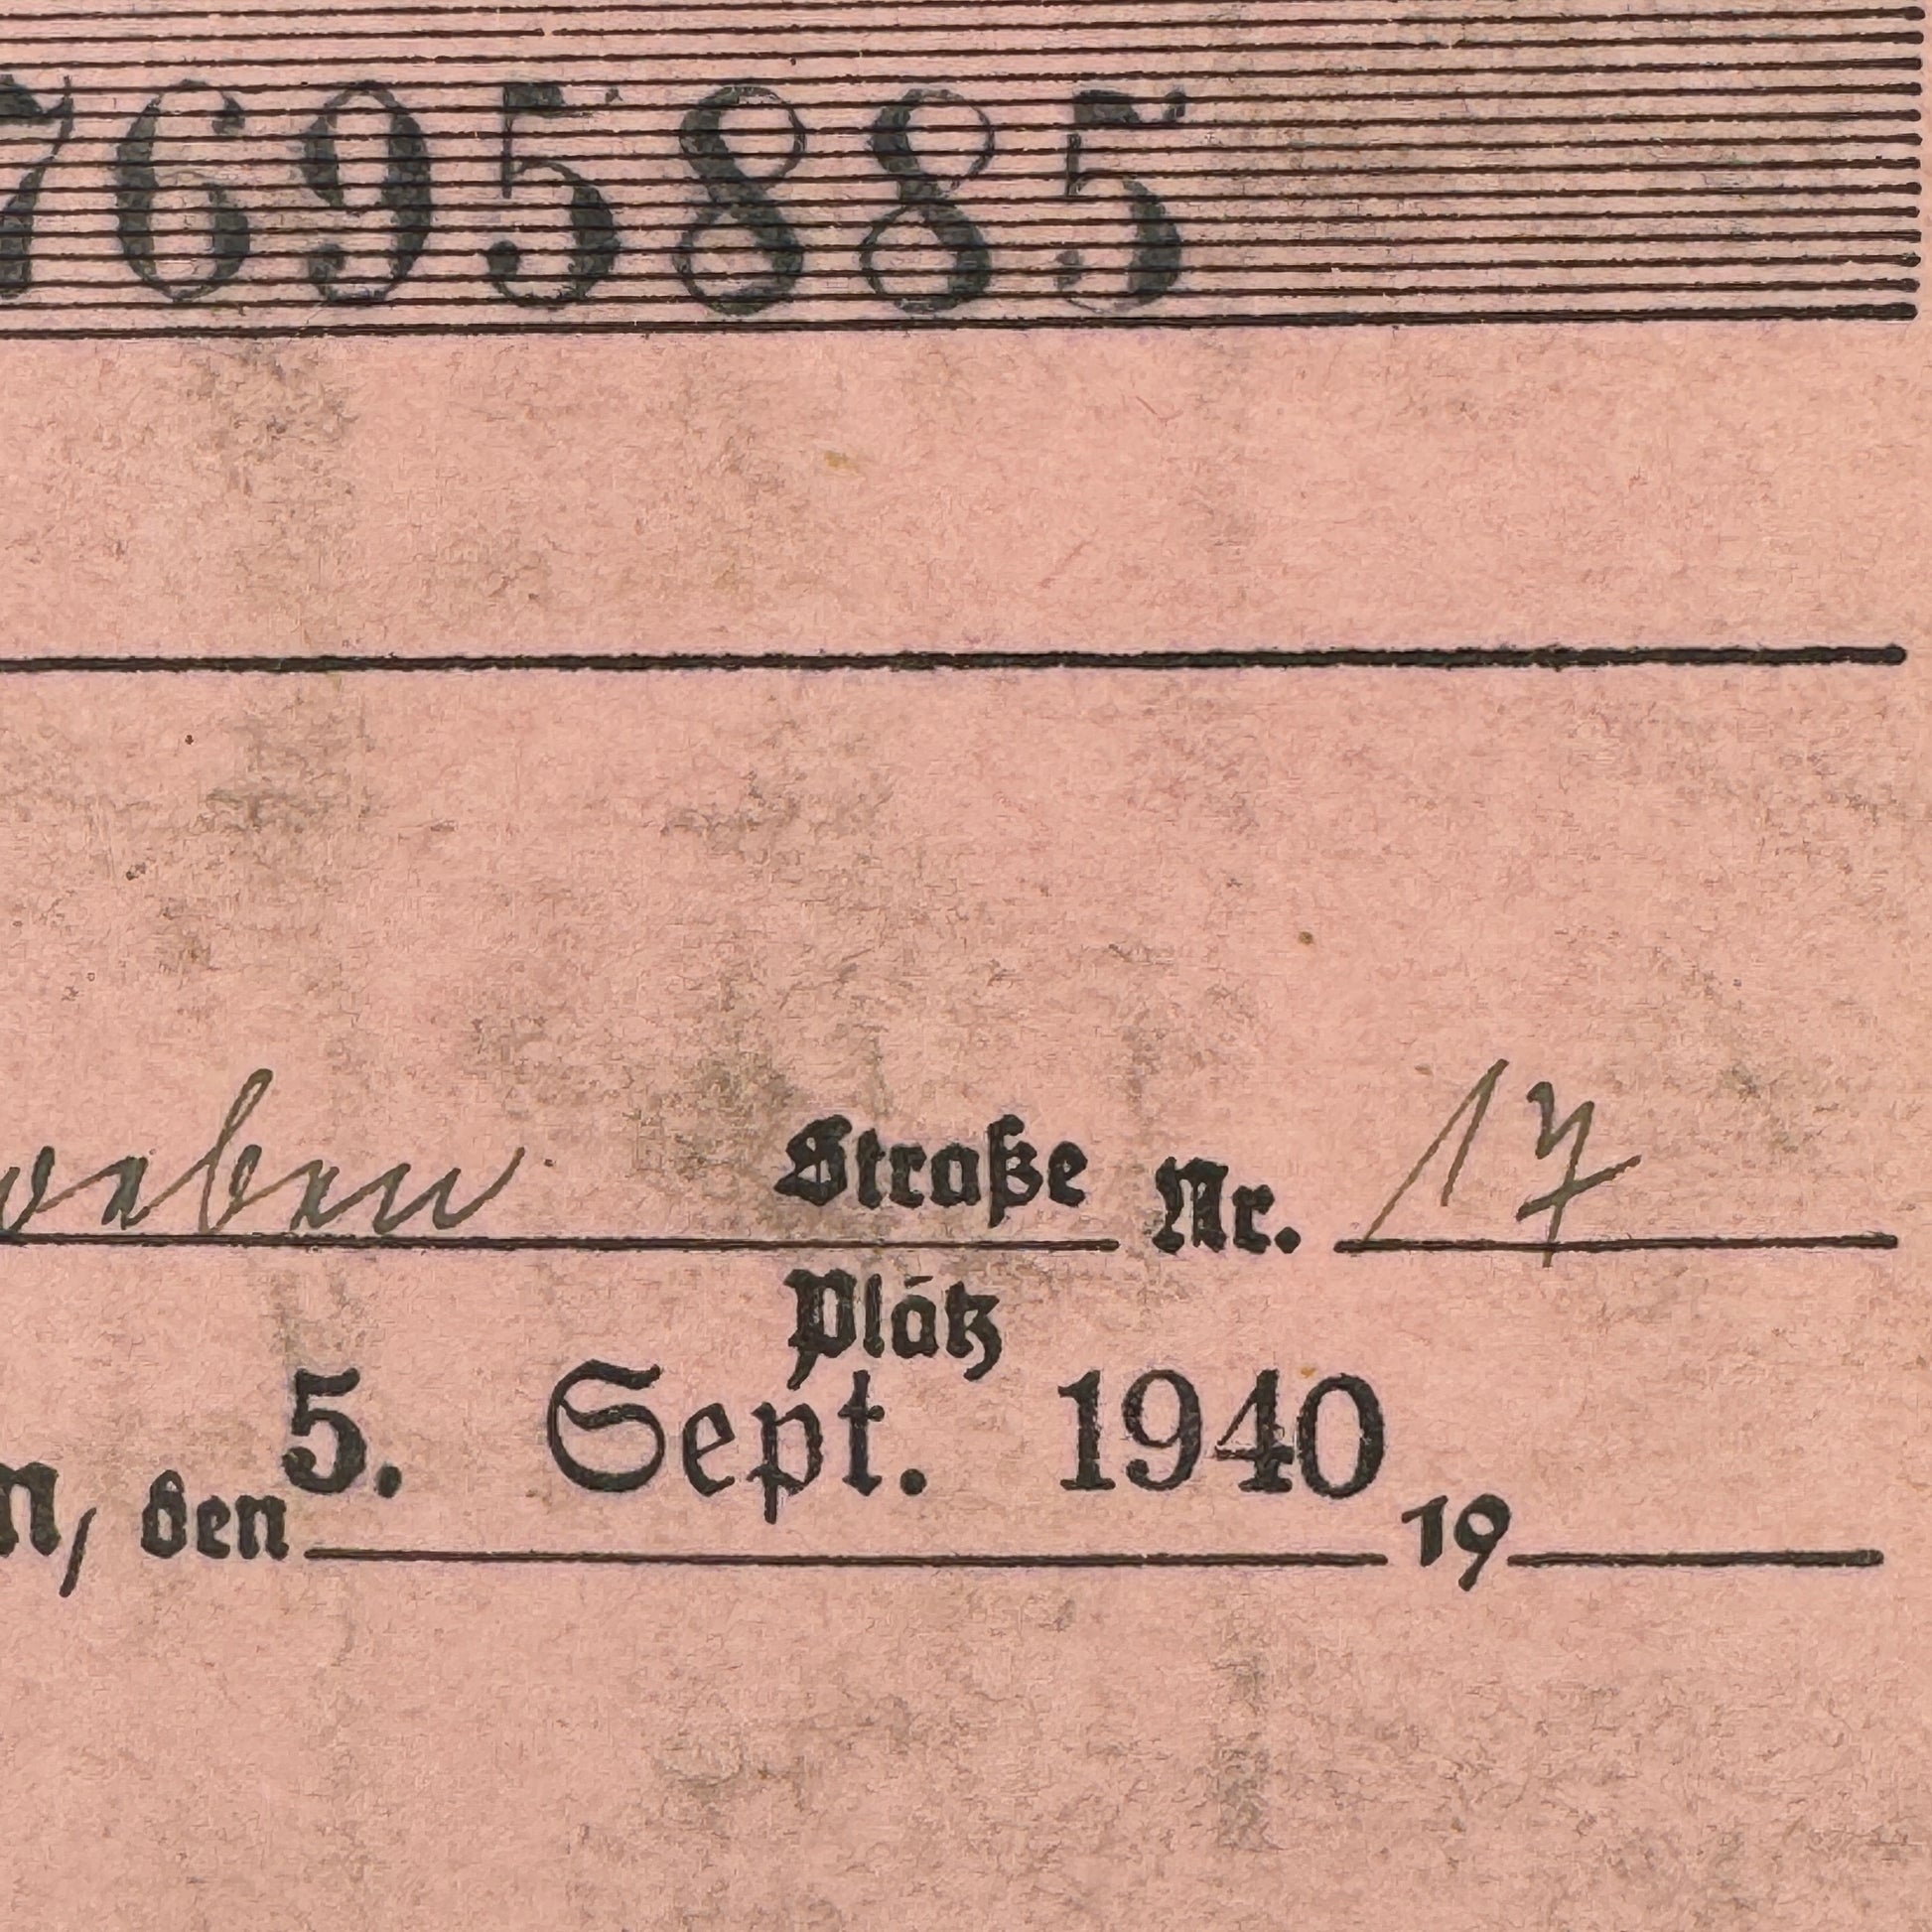 7695885
Straße Nr. 17
Platz
n, den 5. Sept. 1940 19